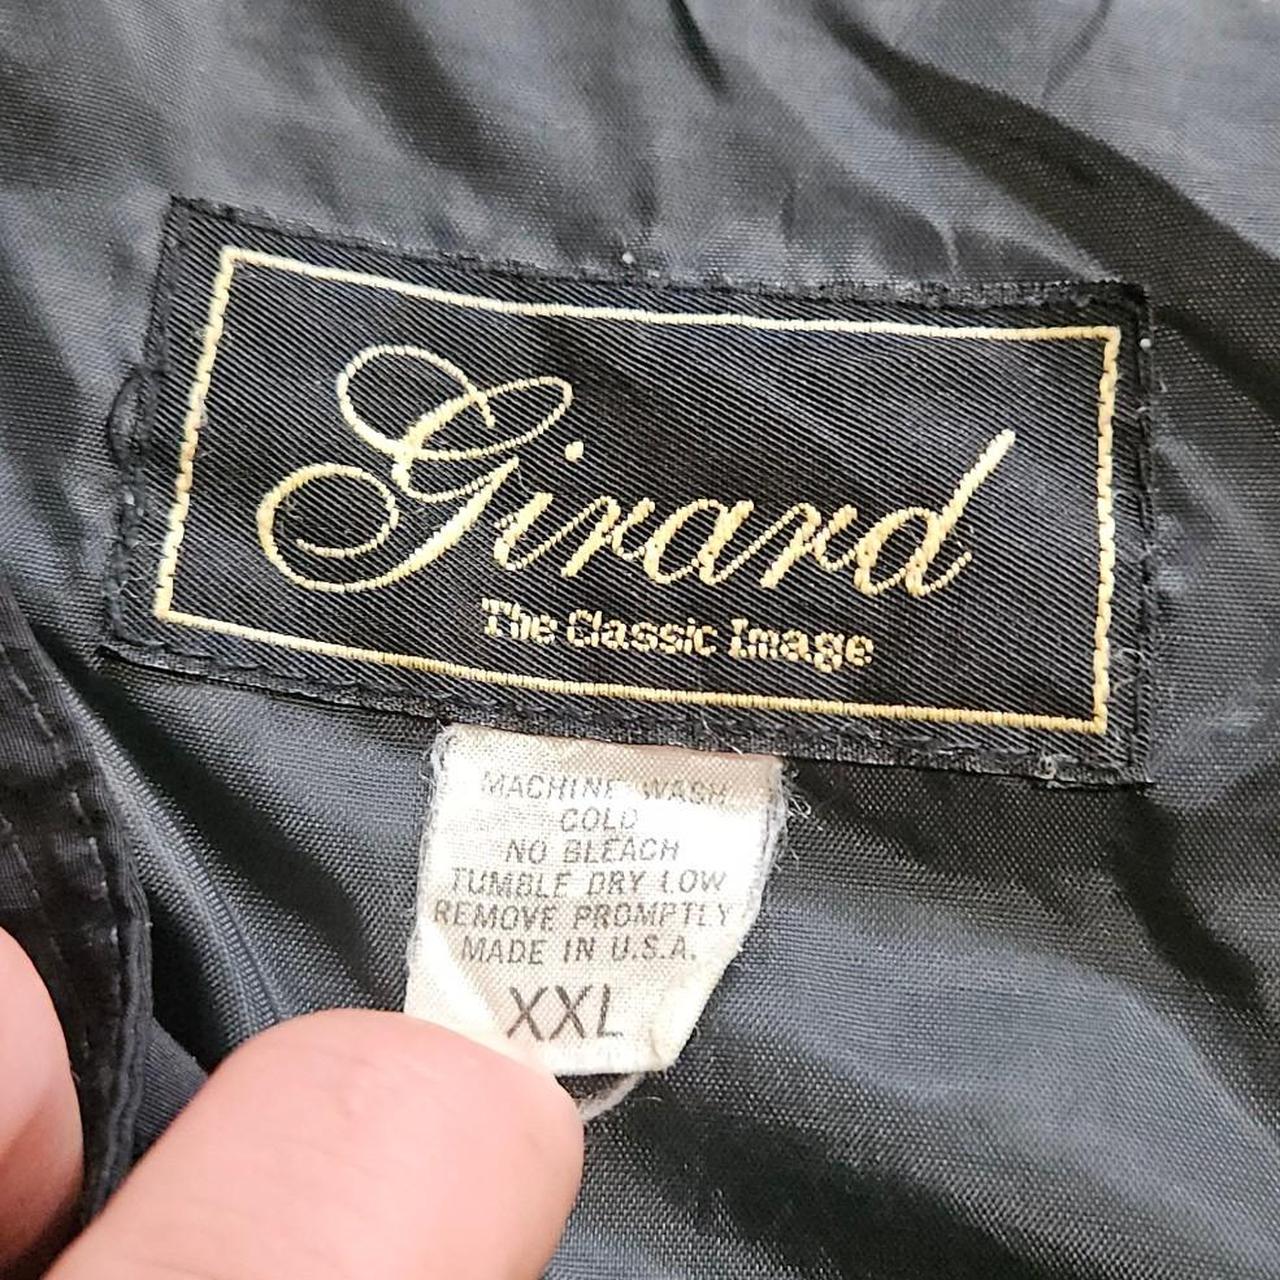 Girard
The Classic Image
MACHINE WASH
COLD
NO BLEACH
TUMBLE DRY LOW
REMOVE PROMPTLY
MADE IN U.S.A.
XXL